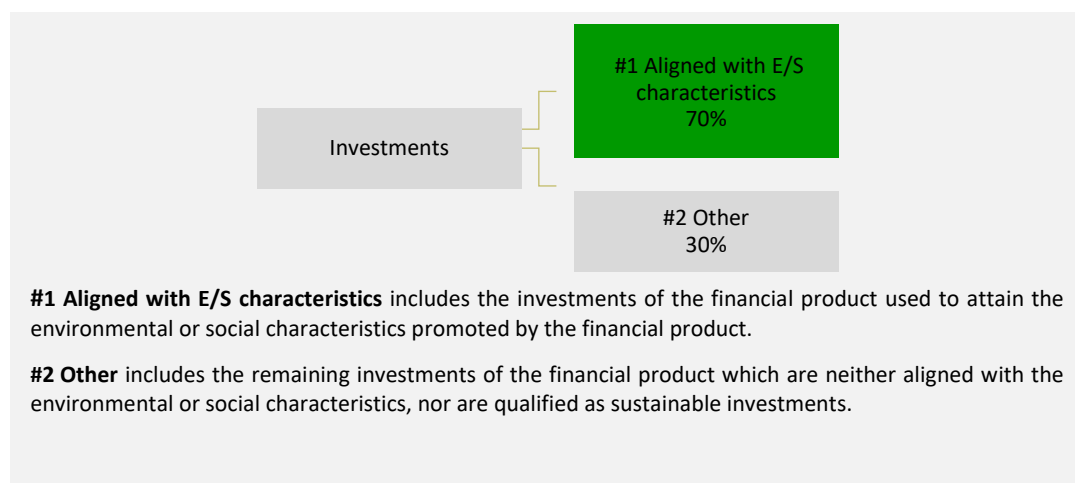 #1 Aligned with E/S
characteristics
70%
Investments
#2 Other
30%
#1 Aligned with E/S characteristics includes the investments of the financial product used to attain the
environmental or social characteristics promoted by the financial product.
#2 Other includes the remaining investments of the financial product which are neither aligned with the
environmental or social characteristics, nor are qualified as sustainable investments.